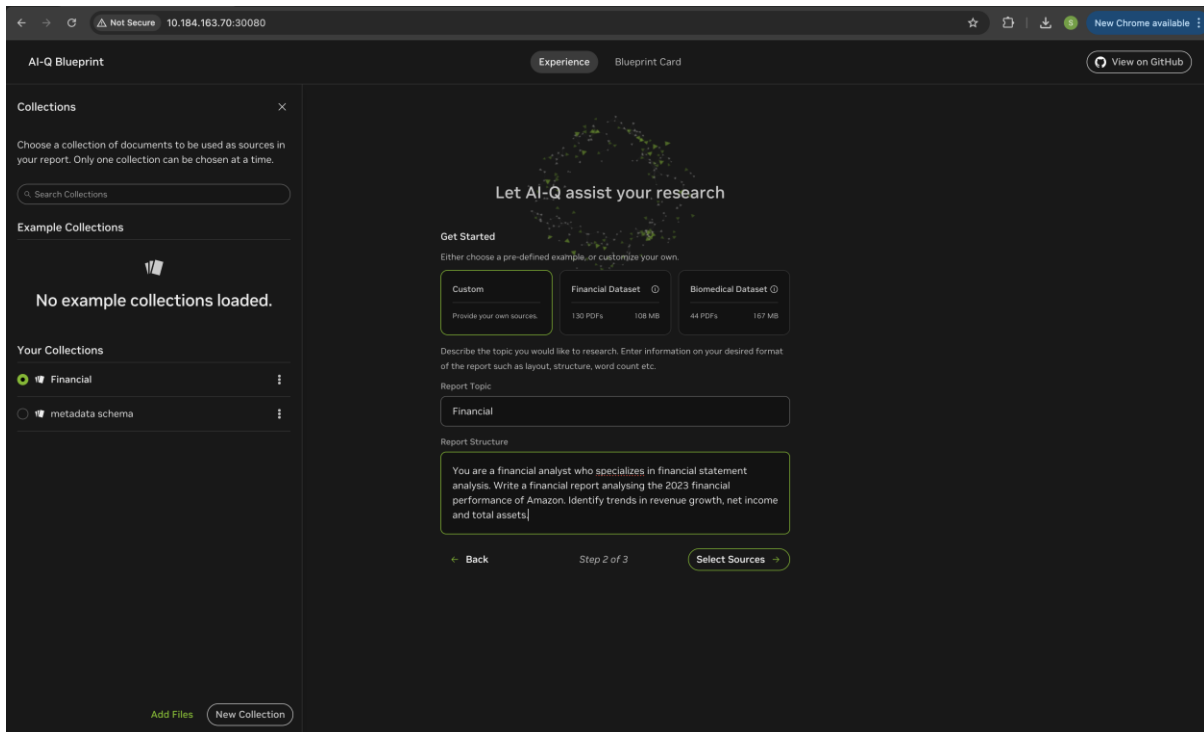 Not Secure
10.184.163.70:30080
S
New Chrome available
AI-Q Blueprint
Experience
Blueprint Card
View on GitHub
Collections
Choose a collection of documents to be used as sources in
your report. Only one collection can be chosen at a time.
Search Collections
Example Collections
No example collections loaded.
Your Collections
Financial
metadata schema
Add Files
New Collection
Let AI-Q assist your research
Get Started
Either choose a pre-defined example, or customize your own.
Custom
Provide your own sources.
Financial Dataset
130 PDFs
108 MB
Biomedical Dataset
44 PDFs
167 MB
Describe the topic you would like to research. Enter information on your desired format
of the report such as layout, structure, word count etc.
Report Topic
Financial
Report Structure
You are a financial analyst who specializes in financial statement
analysis. Write a financial report analysing the 2023 financial
performance of Amazon. Identify trends in revenue growth, net income
and total assets.
Back
Step 2 of 3
Select Sources